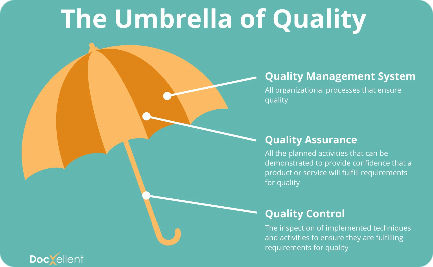 The Umbrella of Quality
Quality Management System
All organizational processes that ensure
quality
Quality Assurance
All the planned activities that can be
demonstrated to provide confidence that a
product or service will fulfill requirements
for quality
Quality Control
The inspection of implemented techniques
and activities to ensure they are fulfilling
requirements for quality
DocXellent